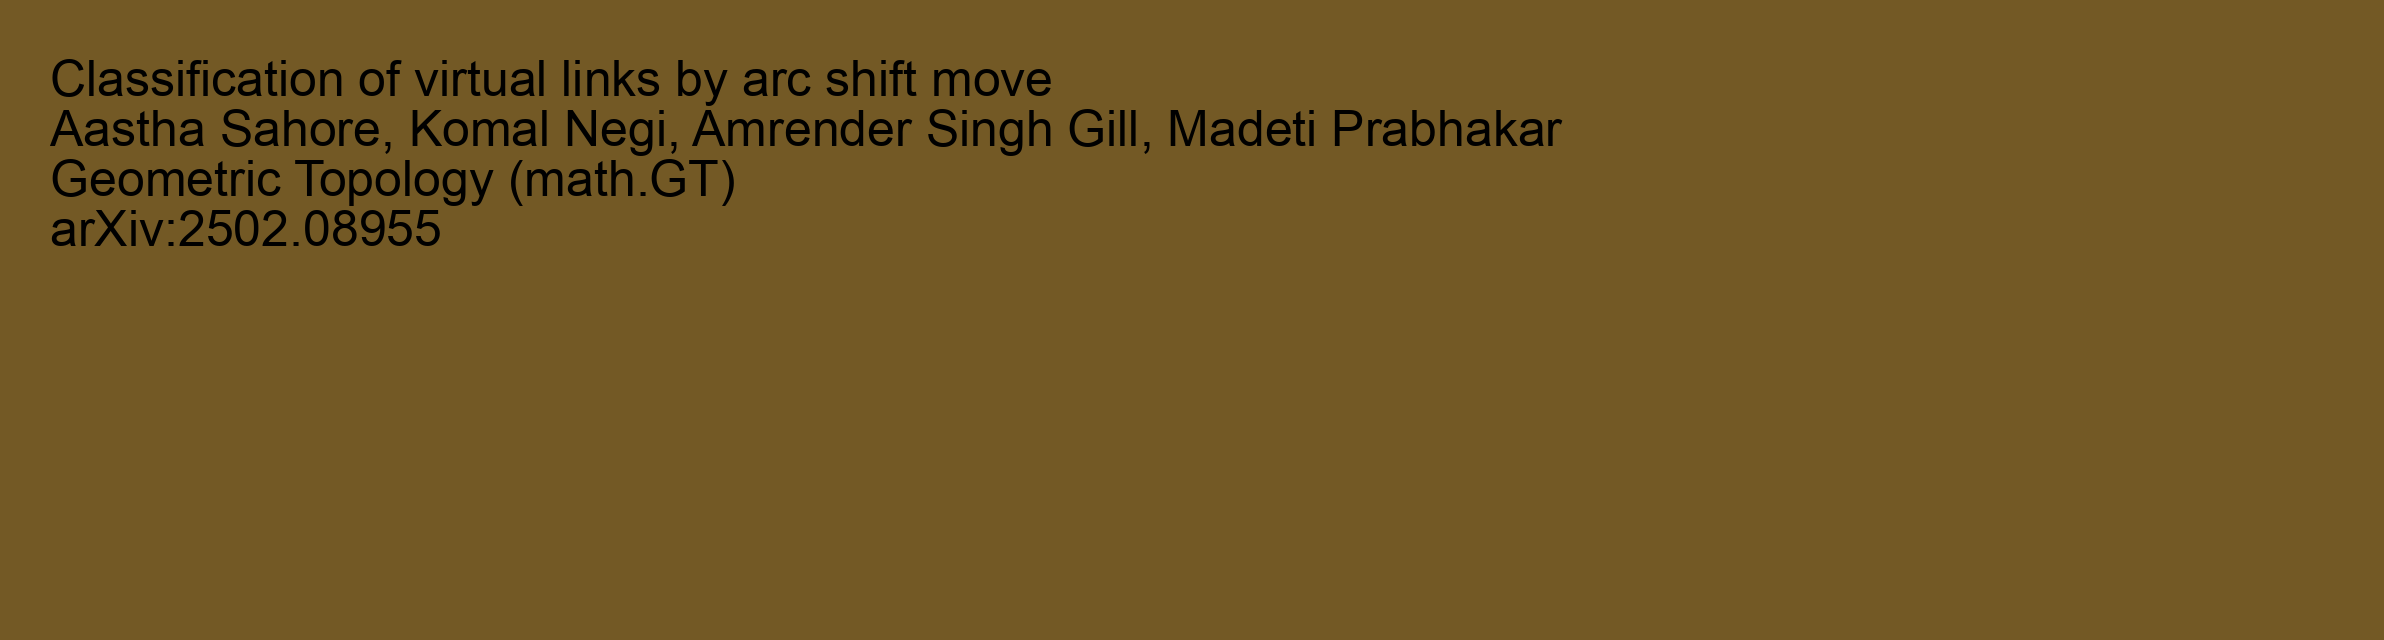 Classification of virtual links by arc shift move
Aastha Sahore, Komal Negi, Amrender Singh Gill, Madeti Prabhakar
Geometric Topology (math.GT)
arXiv:2502.08955